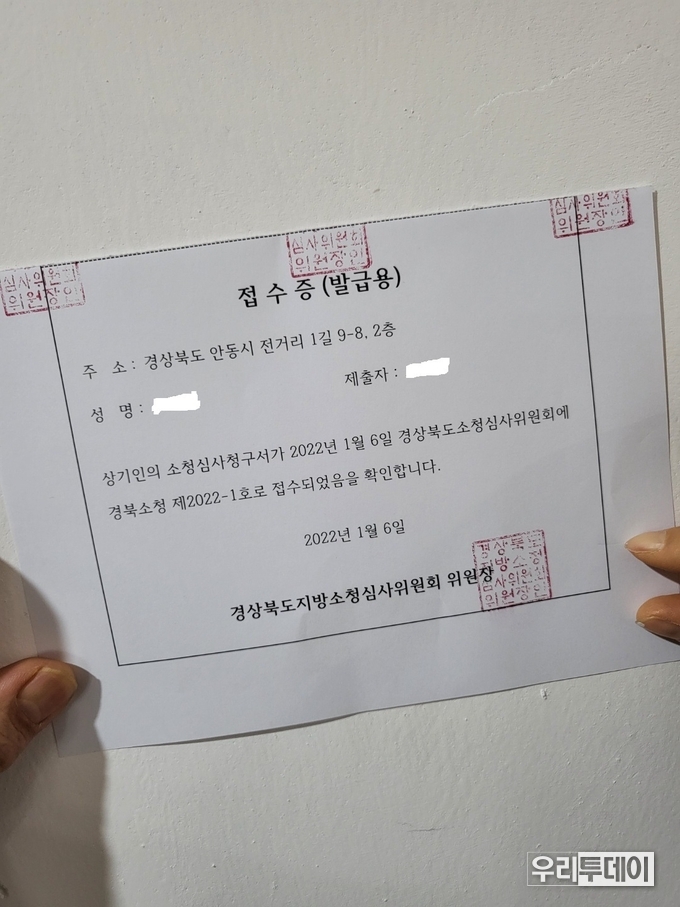 심사위원회
위원장인
심사위원회
위원장인
심사위원회
위원장인
접 수 증 (발급용)
주 소 : 경상북도 안동시 전거리 1길 9-8, 2층
성 명 : 제출자 :
상기인의 소청심사청구서가 2022년 1월 6일 경상북도소청심사위원회에
경북소청 제2022-1호로 접수되었음을 확인합니다.
2022년 1월 6일
경상북도지방소청심사위원회 위원장
경상북도
지방소청
심사위원회
위원장인
우리투데이